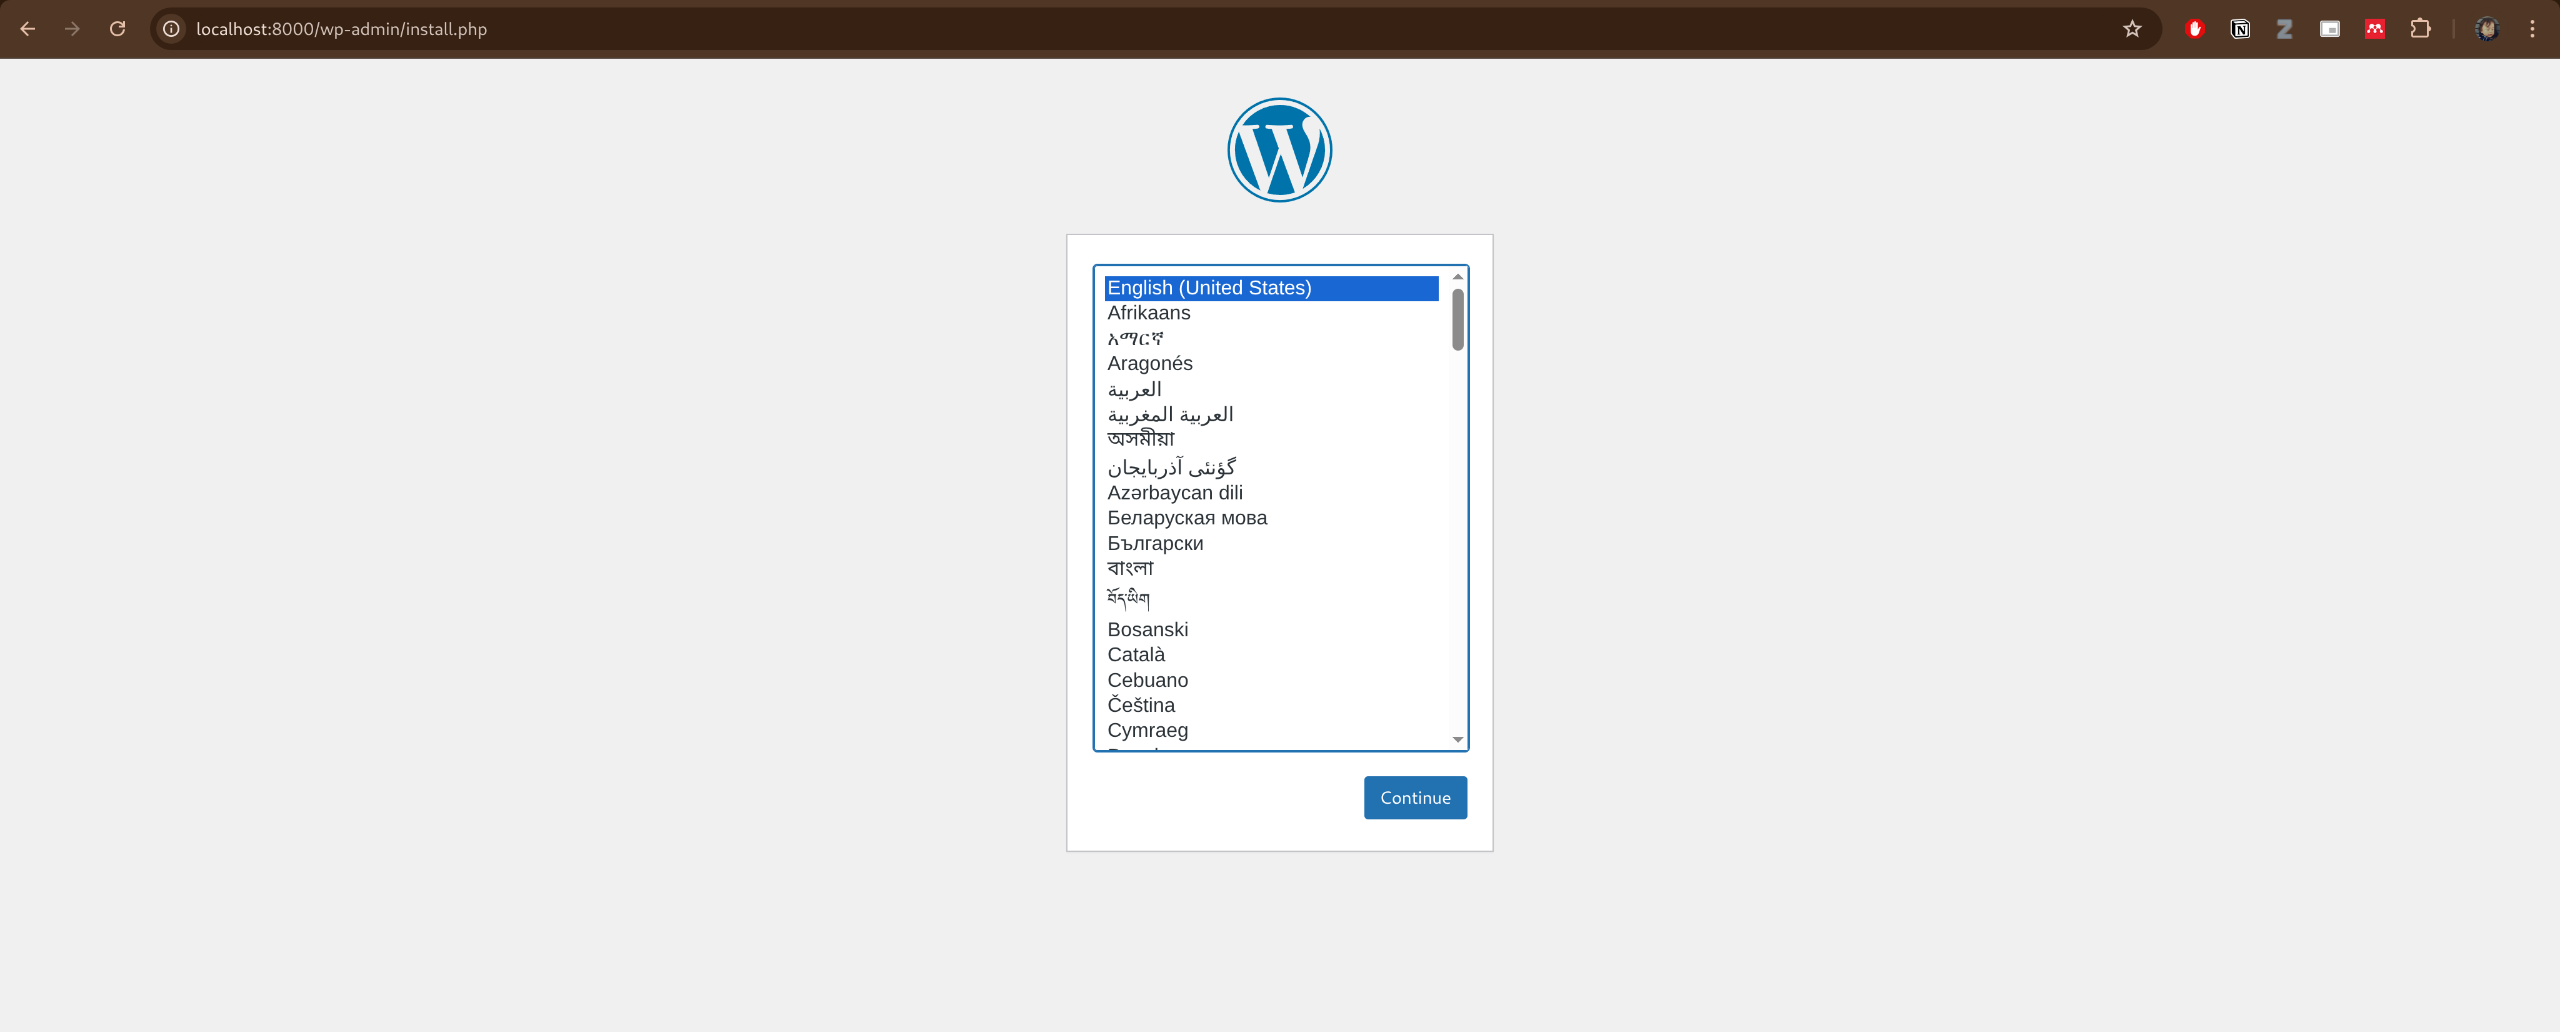 localhost:8000/wp-admin/install.php
English (United States)
Afrikaans
አማርኛ
Aragonés
العربية
العربية المغربية
অসমীয়া
گؤنئی آذربایجان
Azərbaycan dili
Беларуская мова
Български
বাংলা
བོད་ཡིག
Bosanski
Català
Cebuano
Čeština
Cymraeg
Continue